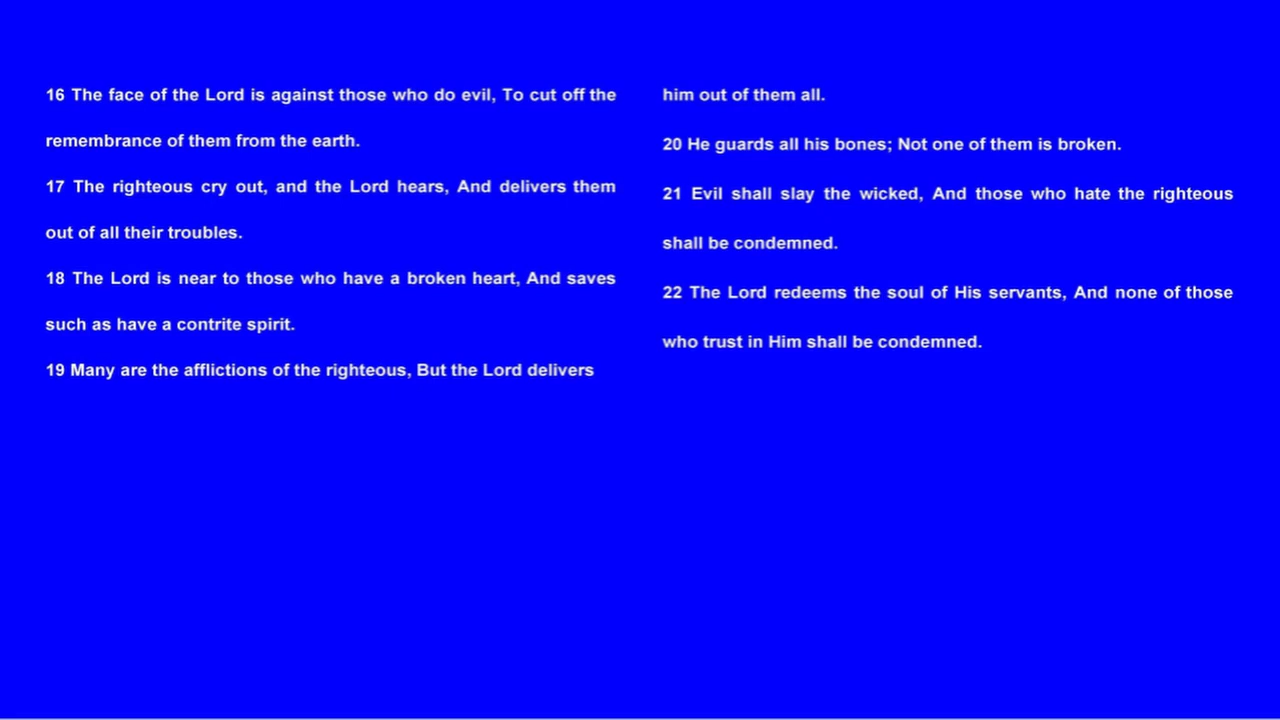 16 The face of the Lord is against those who do evil, To cut off the
remembrance of them from the earth.
17 The righteous cry out, and the Lord hears, And delivers them
out of all their troubles.
18 The Lord is near to those who have a broken heart, And saves
such as have a contrite spirit.
19 Many are the afflictions of the righteous, But the Lord delivers
him out of them all.
20 He guards all his bones; Not one of them is broken.
21 Evil shall slay the wicked, And those who hate the righteous
shall be condemned.
22 The Lord redeems the soul of His servants, And none of those
who trust in Him shall be condemned.